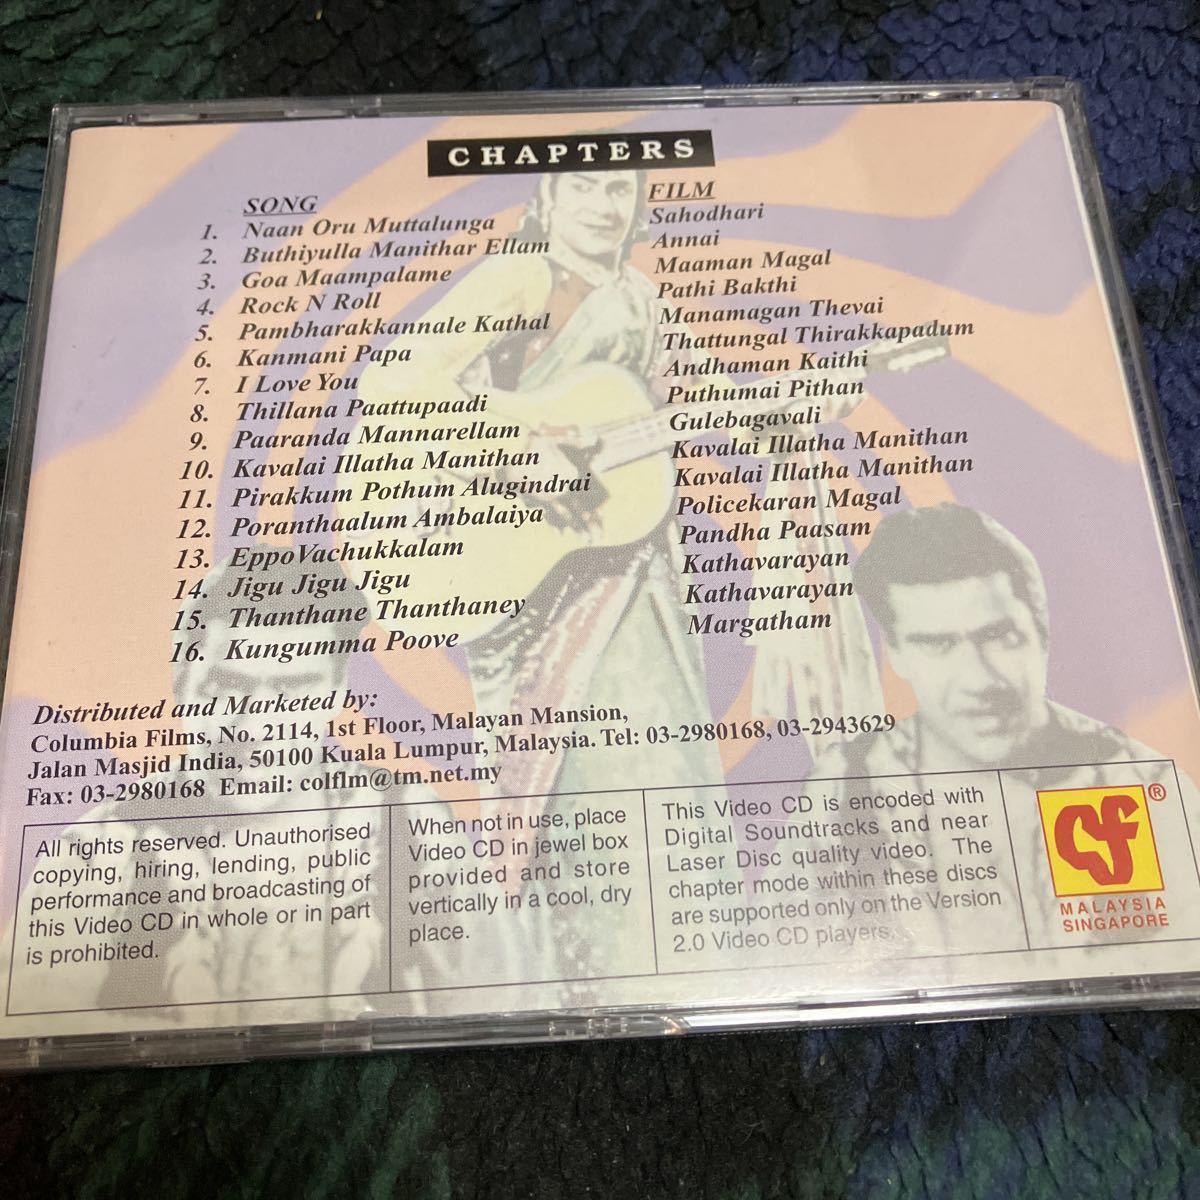 CHAPTERS
SONG FILM
1. Naan Oru Muttalunga Sahodhari
2. Buthiyulla Manithar Ellam Annai
3. Goa Maampalame Maaman Magal
4. Rock N Roll Pathi Bakthi
5. Pambharakkannale Kathal Manamagan Thevai
6. Kanmani Papa Thattungal Thirakkapadum
7. I Love You Andhaman Kaithi
8. Thillana Paattupaadi Puthumai Pithan
9. Paaranda Mannarellam Gulebagavali
10. Kavalai Illatha Manithan Kavalai Illatha Manithan
11. Pirakkum Pothum Alugindrai Kavalai Illatha Manithan
12. Poranthaalum Ambalaiya Policekaran Magal
13. EppoVachukkalam Pandha Paasam
14. Jigu Jigu Jigu Kathavarayan
15. Thanthane Thanthaney Kathavarayan
16. Kungumma Poove Margatham
Distributed and Marketed by:
Columbia Films, No. 2114, 1st Floor, Malayan Mansion,
Jalan Masjid India, 50100 Kuala Lumpur, Malaysia. Tel: 03-2980168, 03-2943629
Fax: 03-2980168 Email: colflm@tm.net.my
All rights reserved. Unauthorised
copying, hiring, lending, public
performance and broadcasting of
this Video CD in whole or in part
is prohibited.
When not in use, place
Video CD in jewel box
provided and store
vertically in a cool, dry
place.
This Video CD is encoded with
Digital Soundtracks and near
Laser Disc quality video. The
chapter mode within these discs
are supported only on the Version
2.0 Video CD players.
CF ®
MALAYSIA
SINGAPORE